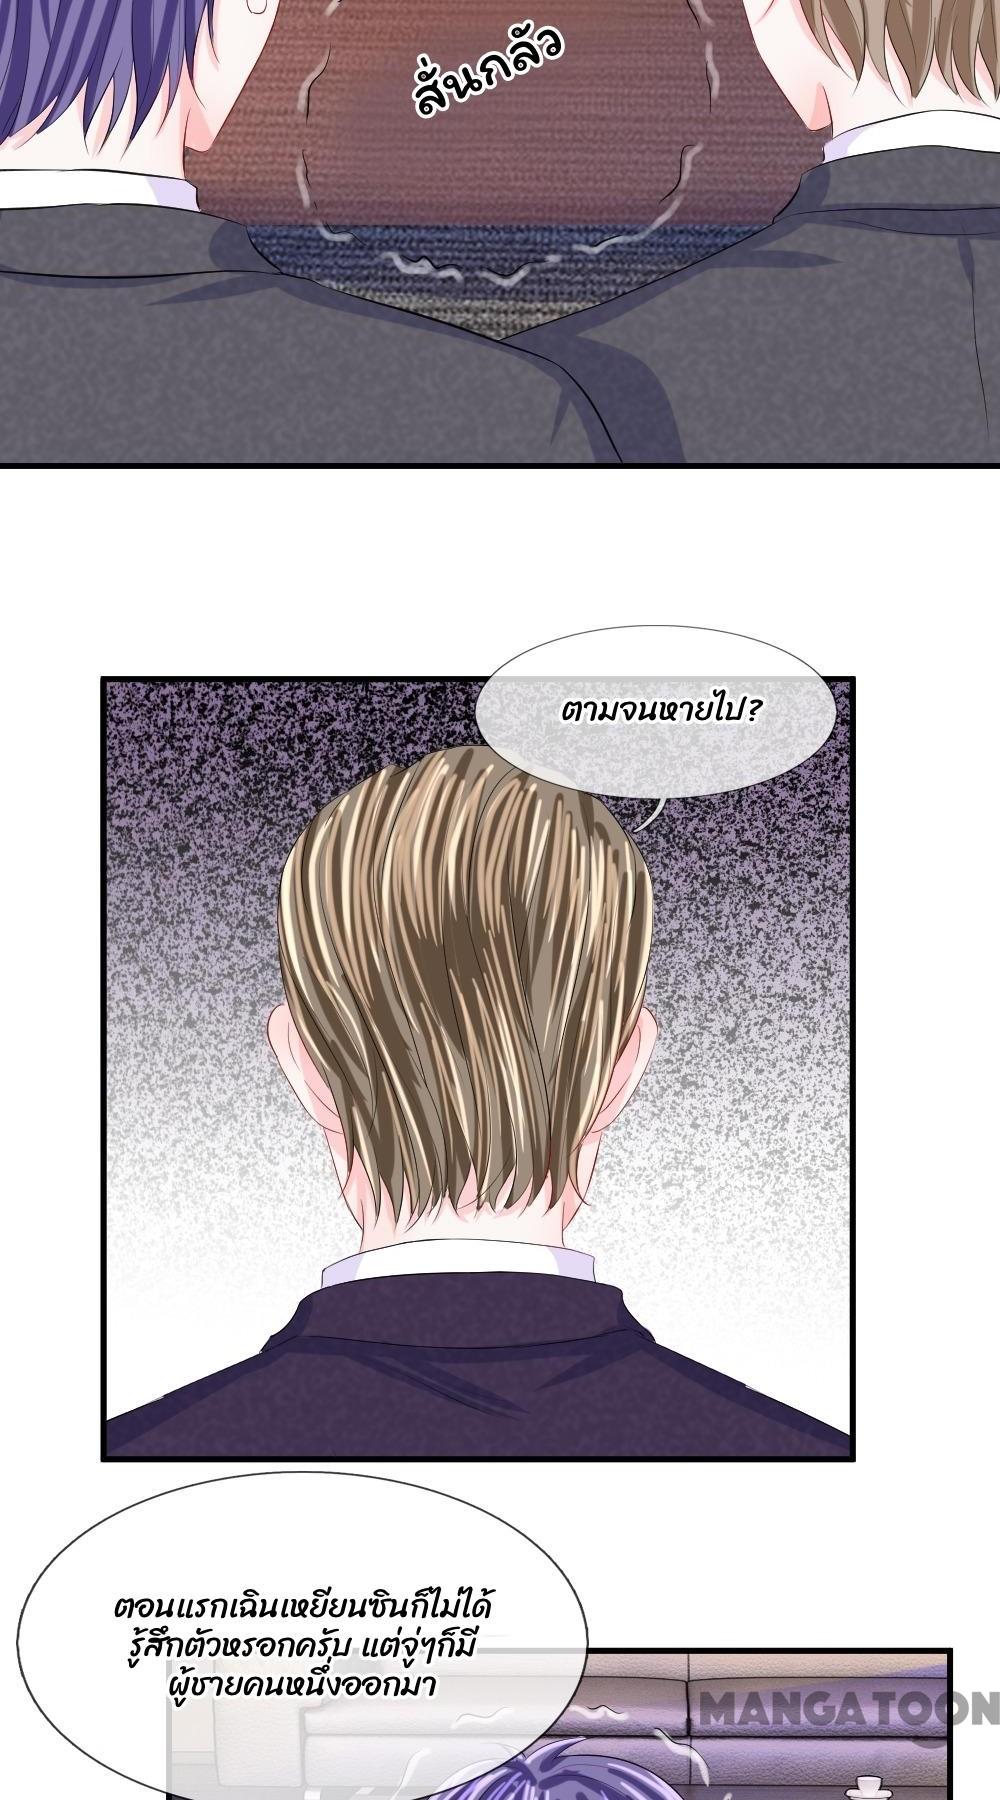 สั่นกลัว
ตามจนหายไป?
ตอนแรกเฉินเหยียนซินก็ไม่ได้
รู้สึกตัวหรอกครับ แต่จู่ๆก็มี
ผู้ชายคนหนึ่งออกมา
MANGATOON